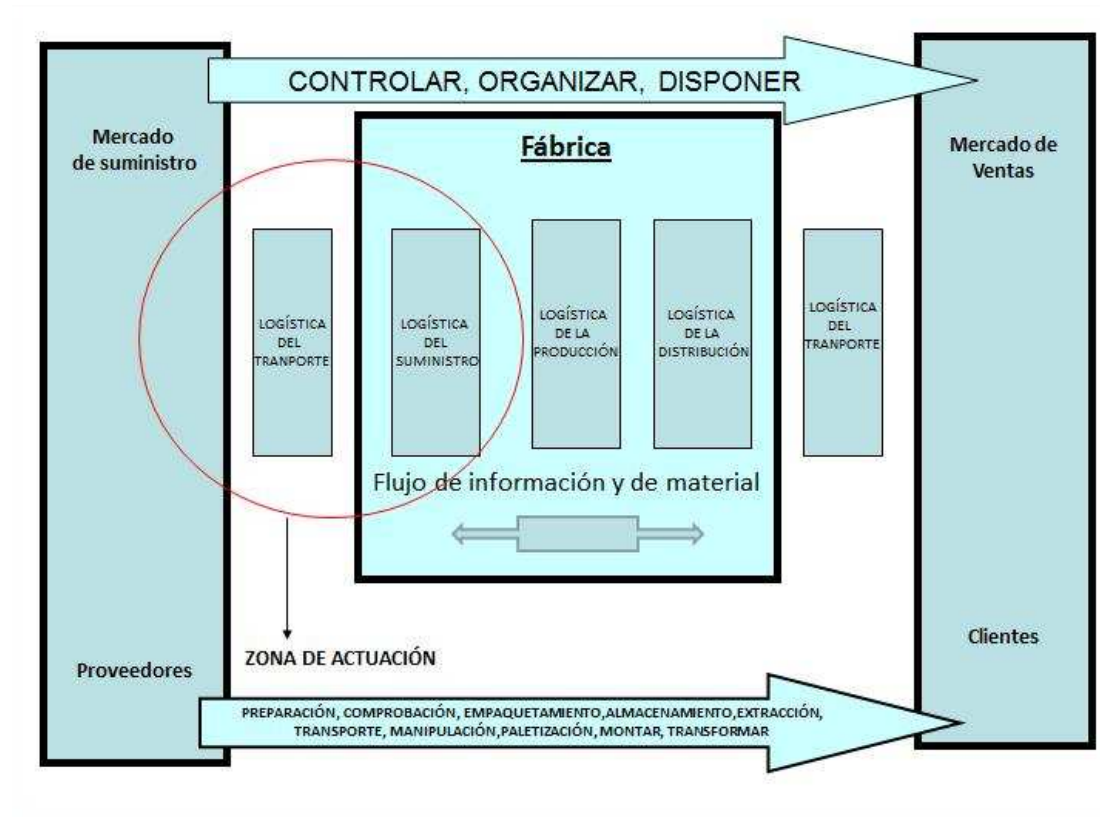 CONTROLAR, ORGANIZAR, DISPONER
Mercado
de suministro
Fábrica
Mercado de
Ventas
LOGÍSTICA
DEL
TRANPORTE
LOGÍSTICA
DEL
SUMINISTRO
LOGÍSTICA
DE LA
PRODUCCIÓN
LOGÍSTICA
DE LA
DISTRIBUCIÓN
LOGÍSTICA
DEL
TRANPORTE
Flujo de información y de material
Proveedores
ZONA DE ACTUACIÓN
Clientes
PREPARACIÓN, COMPROBACIÓN, EMPAQUETAMIENTO,ALMACENAMIENTO,EXTRACCIÓN,
TRANSPORTE, MANIPULACIÓN,PALETIZACIÓN, MONTAR, TRANSFORMAR